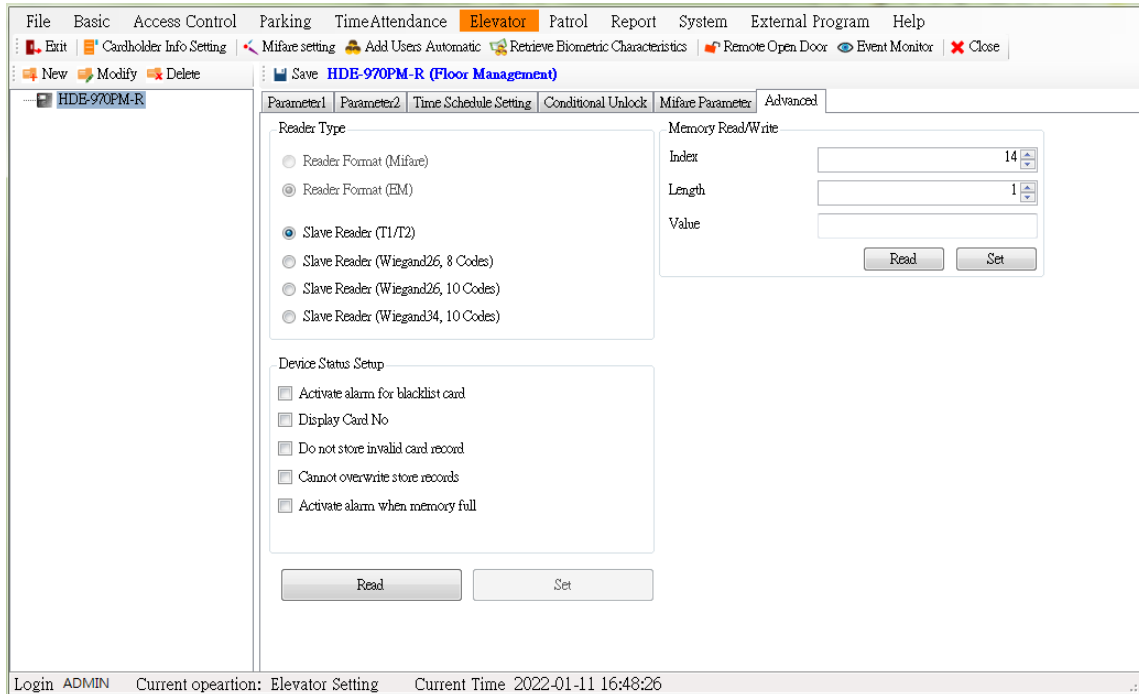 File Basic Access Control Parking TimeAttendance Elevator Patrol Report System External Program Help
Exit Cardholder Info Setting Mifare setting Add Users Automatic Retrieve Biometric Characteristics Remote Open Door Event Monitor Close
New Modify Delete
Save HDE-970PM-R (Floor Management)
HDE-970PM-R
Parameter1 Parameter2 Time Schedule Setting Conditional Unlock Mifare Parameter Advanced
Reader Type
Reader Format (Mifare)
Reader Format (EM)
Slave Reader (T1/T2)
Slave Reader (Wiegand26, 8 Codes)
Slave Reader (Wiegand26, 10 Codes)
Slave Reader (Wiegand34, 10 Codes)
Device Status Setup
Activate alarm for blacklist card
Display Card No
Do not store invalid card record
Cannot overwrite store records
Activate alarm when memory full
Read Set
Memory Read/Write
Index 14
Length 1
Value
Read Set
Login ADMIN Current opeartion: Elevator Setting Current Time 2022-01-11 16:48:26